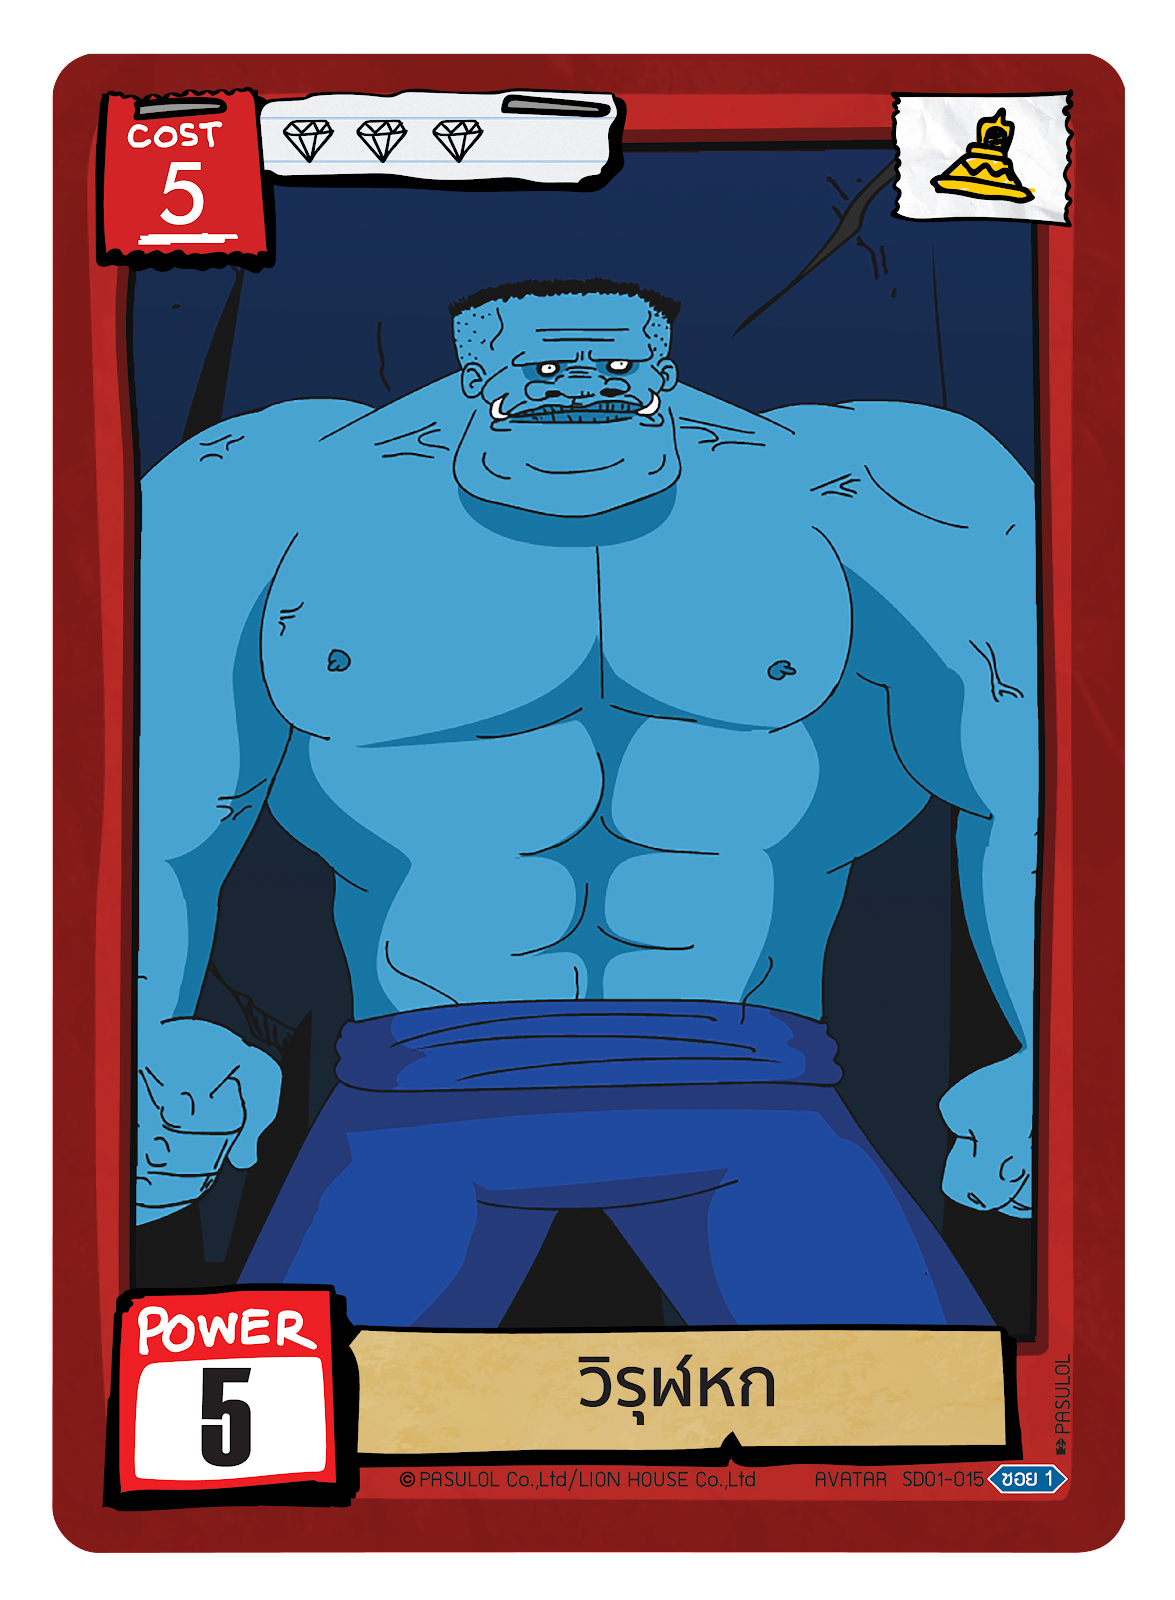 COST
5
POWER
5
วิรุฬหก
PASULOL
© PASULOL Co.,Ltd/LION HOUSE Co.,Ltd
AVATAR SD01-015 ซอย 1